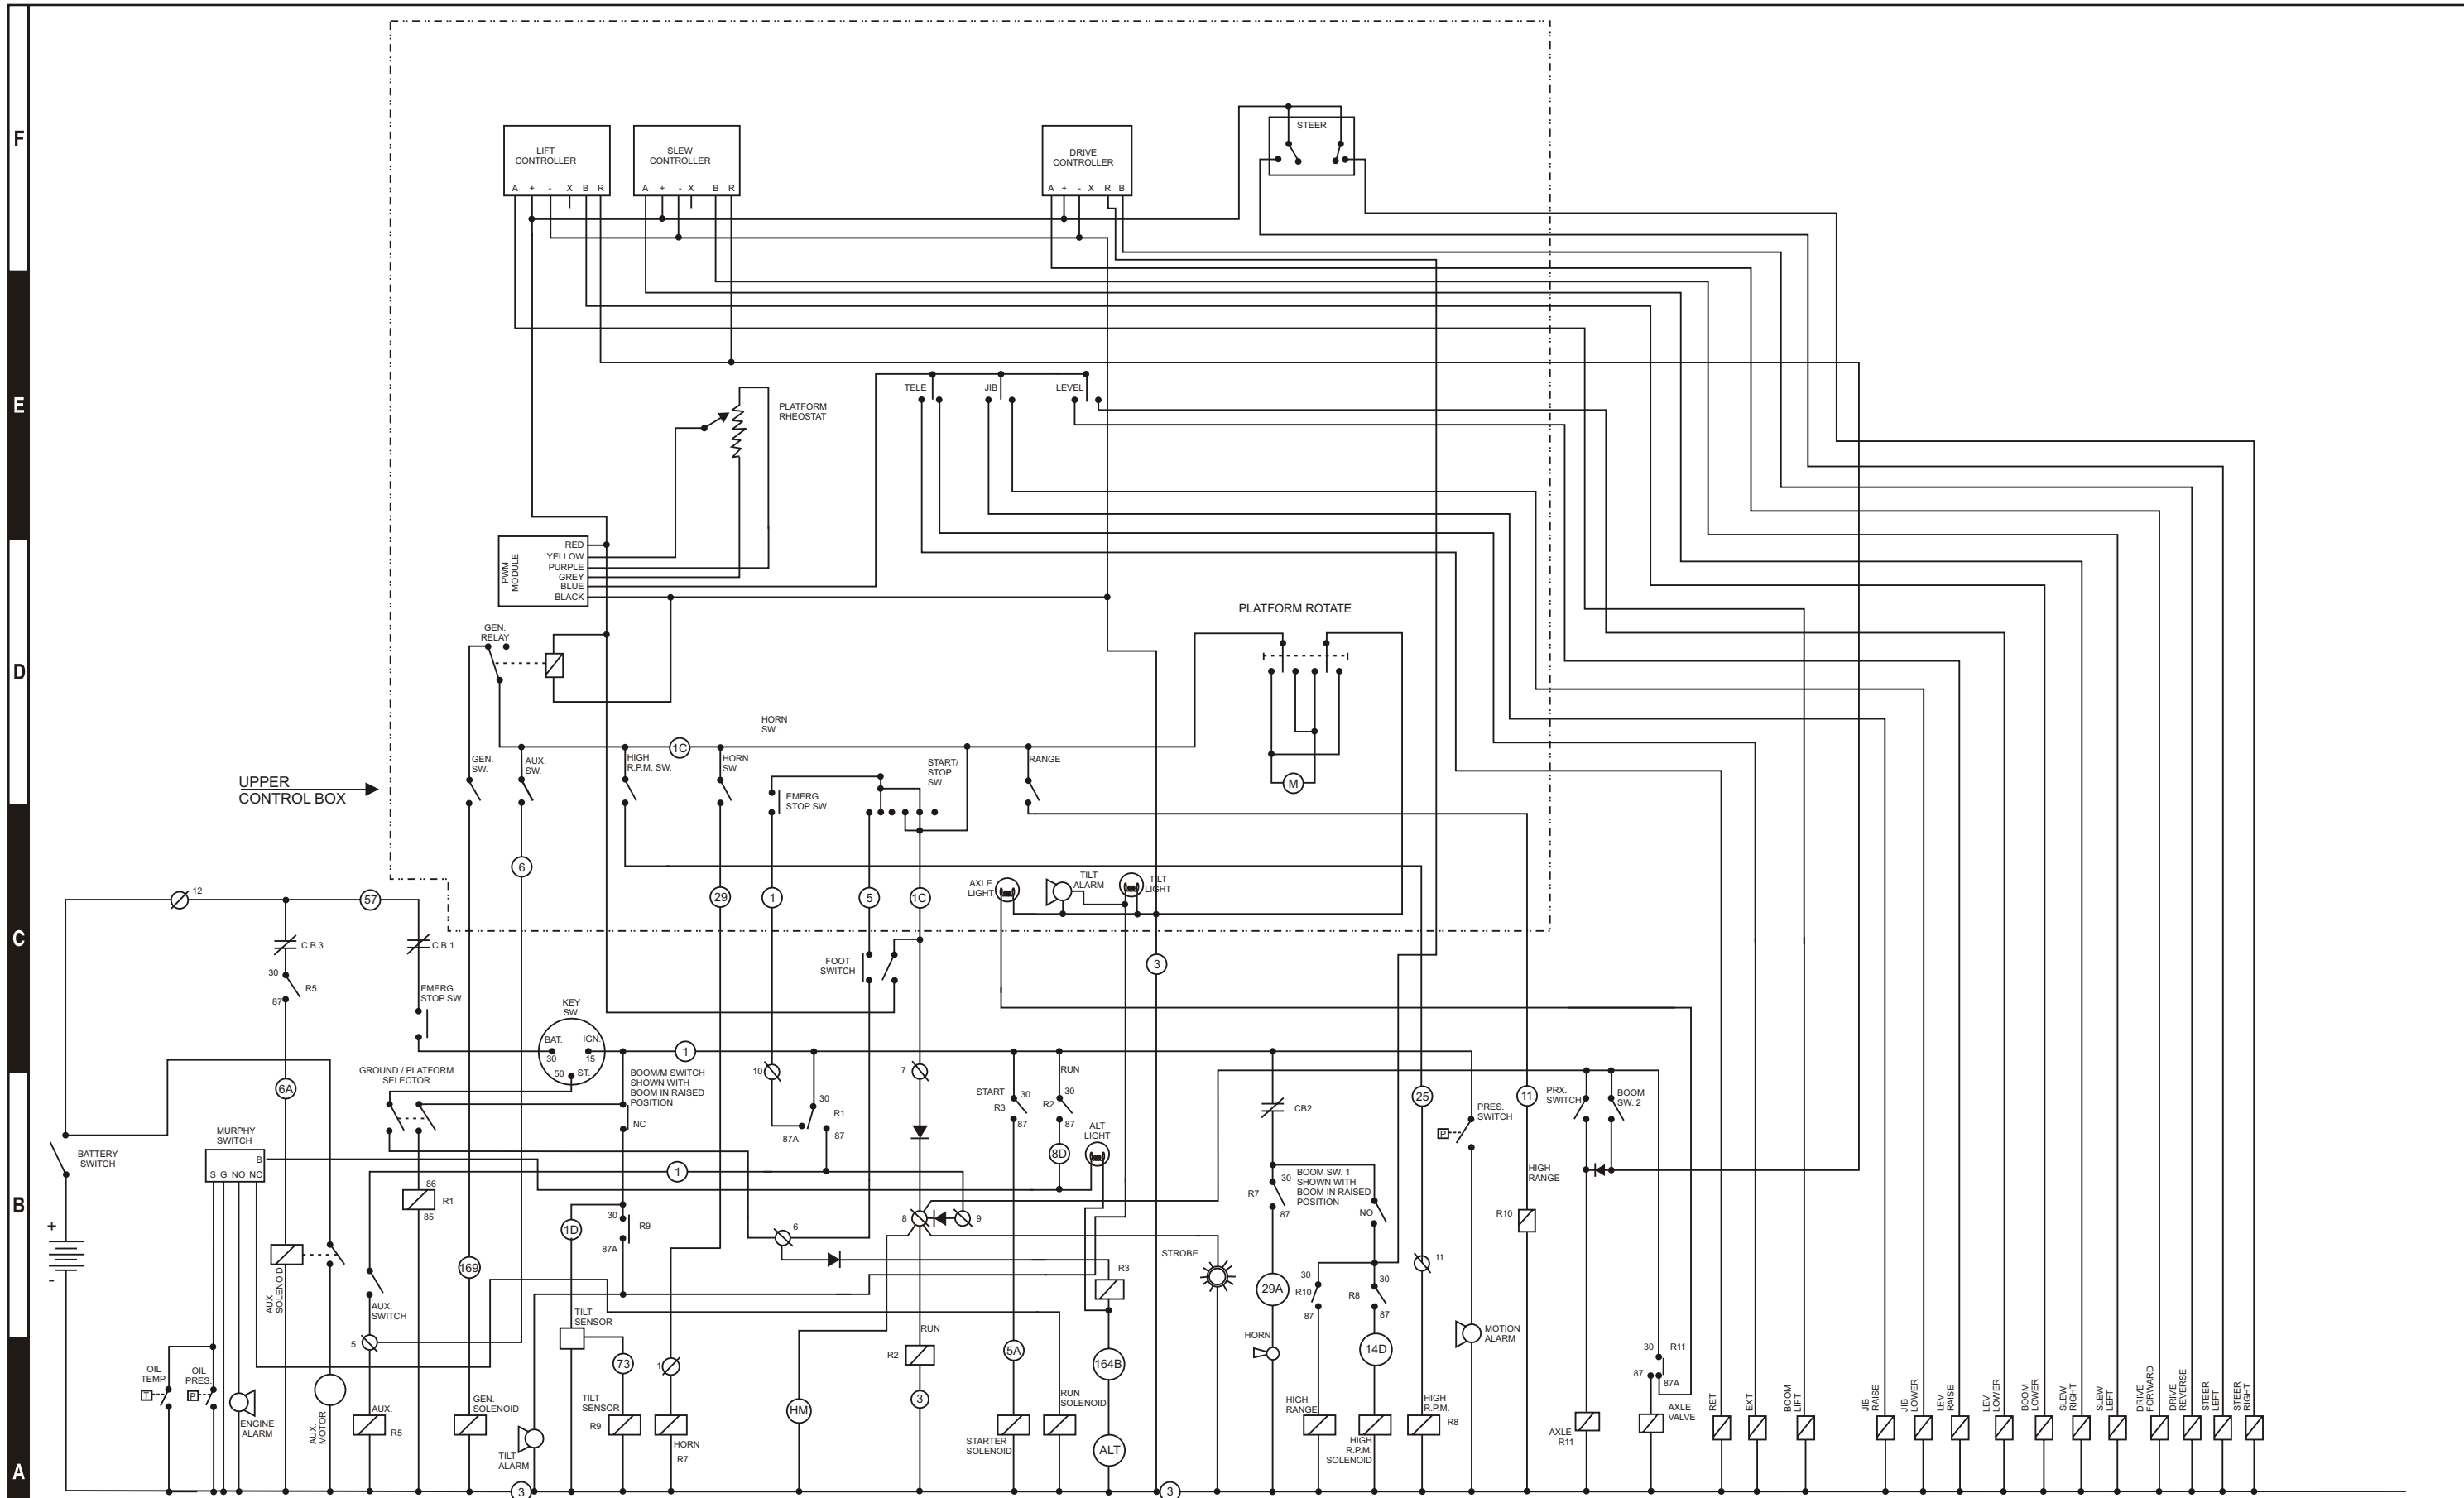 F
E
D
C
B
A
LIFT
CONTROLLER
A + - X B R
SLEW
CONTROLLER
A + - X B R
DRIVE
CONTROLLER
A + - X R B
STEER
PLATFORM
RHEOSTAT
TELE
JIB
LEVEL
PWM
MODULE
RED
YELLOW
PURPLE
GREY
BLUE
BLACK
GEN.
RELAY
PLATFORM ROTATE
M
HORN
SW.
1C
GEN.
SW.
AUX.
SW.
HIGH
R.P.M. SW.
HORN
SW.
EMERG
STOP SW.
START/
STOP
SW.
RANGE
UPPER
CONTROL BOX
6
29
1
5
1C
AXLE
LIGHT
TILT
ALARM
TILT
LIGHT
12
57
C.B.3
C.B.1
30
R5
87
EMERG.
STOP SW.
FOOT
SWITCH
3
KEY
SW.
BAT.
30
IGN.
15
50
ST.
1
GROUND / PLATFORM
SELECTOR
BOOM/M SWITCH
SHOWN WITH
BOOM IN RAISED
POSITION
NC
6A
10
7
30
R1
87A
87
START
30
R3
87
RUN
30
R2
87
8D
ALT
LIGHT
CB2
25
11
PRES.
SWITCH
P
PRX.
SWITCH
BOOM
SW. 2
MURPHY
SWITCH
B
S G NO NC
BATTERY
SWITCH
+
-
86
R1
85
1
1D
30
R9
87A
6
8
9
STROBE
R7
30
87
BOOM SW. 1
SHOWN WITH
BOOM IN RAISED
POSITION
NO
HIGH
RANGE
R10
11
AUX.
SOLENOID
AUX.
SWITCH
169
R3
29A
30
R10
87
30
R8
87
TILT
SENSOR
5
RUN
R2
3
5A
164B
HORN
14D
MOTION
ALARM
30
R11
87
87A
OIL
TEMP.
T
OIL
PRES.
P
ENGINE
ALARM
AUX.
MOTOR
AUX.
R5
GEN.
SOLENOID
TILT
ALARM
73
TILT
SENSOR
R9
1
HORN
R7
HM
STARTER
SOLENOID
RUN
SOLENOID
ALT
HIGH
RANGE
HIGH
R.P.M.
SOLENOID
HIGH
R.P.M.
R8
AXLE
R11
AXLE
VALVE
RET
EXT
BOOM
LIFT
JIB
RAISE
JIB
LOWER
LEV
RAISE
LEV
LOWER
BOOM
LOWER
SLEW
RIGHT
SLEW
LEFT
DRIVE
FORWARD
DRIVE
REVERSE
STEER
LEFT
STEER
RIGHT
3
3